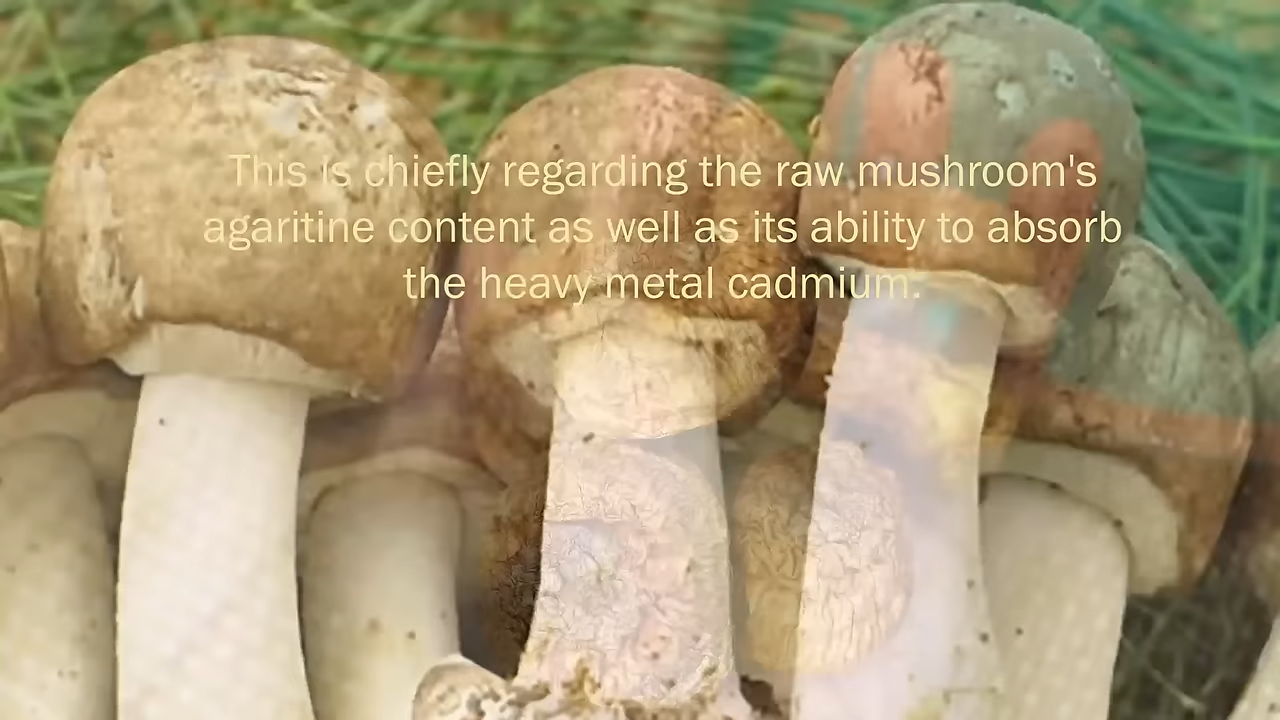 This is chiefly regarding the raw mushroom's
agaritine content as well as its ability to absorb
the heavy metal cadmium.